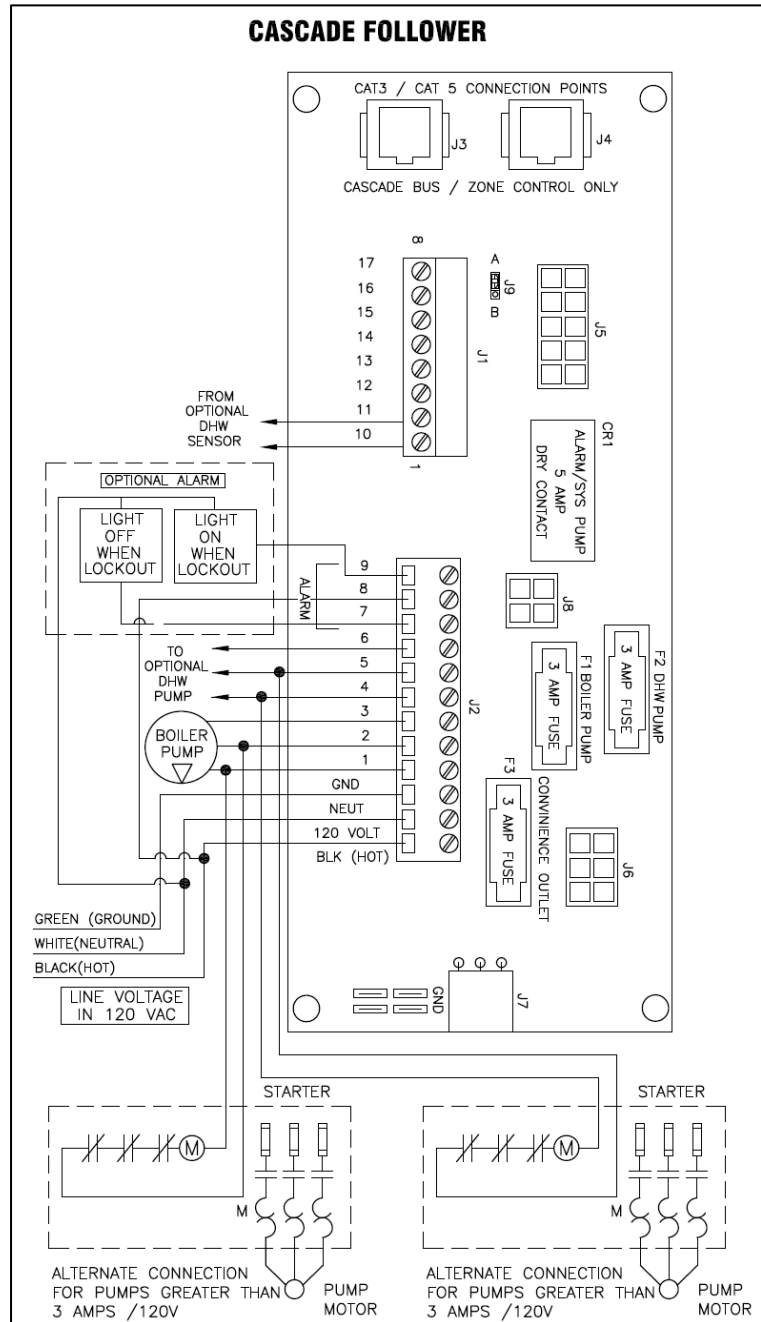 CASCADE FOLLOWER
CAT3 / CAT 5 CONNECTION POINTS
J3
J4
CASCADE BUS / ZONE CONTROL ONLY
8
17
16
15
14
13
12
11
10
1
J1
A
J9
B
J5
FROM
OPTIONAL
DHW
SENSOR
CR1
ALARM/SYS PUMP
5 AMP
DRY CONTACT
OPTIONAL ALARM
LIGHT
OFF
WHEN
LOCKOUT
LIGHT
ON WHEN
LOCKOUT
ALARM
9
8
7
6
5
4
3
2
1
GND
NEUT
120 VOLT
BLK (HOT)
J2
J8
TO
OPTIONAL
DHW
PUMP
BOILER
PUMP
F1 BOILER PUMP
3 AMP FUSE
F2 DHW PUMP
3 AMP FUSE
F3
CONVINIENCE OUTLET
3 AMP FUSE
J6
GREEN (GROUND)
WHITE(NEUTRAL)
BLACK(HOT)
LINE VOLTAGE
IN 120 VAC
GND
J7
STARTER
M
M
ALTERNATE CONNECTION
FOR PUMPS GREATER THAN
3 AMPS /120V
PUMP
MOTOR
STARTER
M
M
ALTERNATE CONNECTION
FOR PUMPS GREATER THAN
3 AMPS /120V
PUMP
MOTOR